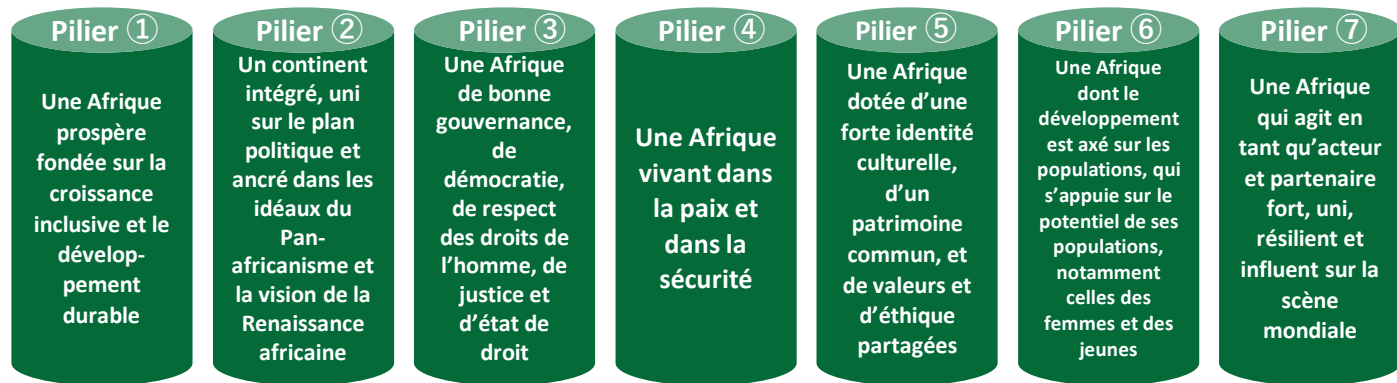 Pilier ①
Une Afrique
prospère
fondée sur la
croissance
inclusive et le
dévelop-
pement
durable
Pilier ②
Un continent
intégré, uni
sur le plan
politique et
ancré dans les
idéaux du
Pan-
africanisme et
la vision de la
Renaissance
africaine
Pilier ③
Une Afrique
de bonne
gouvernance,
de
démocratie,
de respect
des droits de
l’homme, de
justice et
d’état de
droit
Pilier ④
Une Afrique
vivant dans
la paix et
dans la
sécurité
Pilier ⑤
Une Afrique
dotée d’une
forte identité
culturelle,
d’un
patrimoine
commun, et
de valeurs et
d’éthique
partagées
Pilier ⑥
Une Afrique
dont le
développement
est axé sur les
populations, qui
s’appuie sur le
potentiel de ses
populations,
notamment
celles des
femmes et des
jeunes
Pilier ⑦
Une Afrique
qui agit en
tant qu’acteur
et partenaire
fort, uni,
résilient et
influent sur la
scène
mondiale